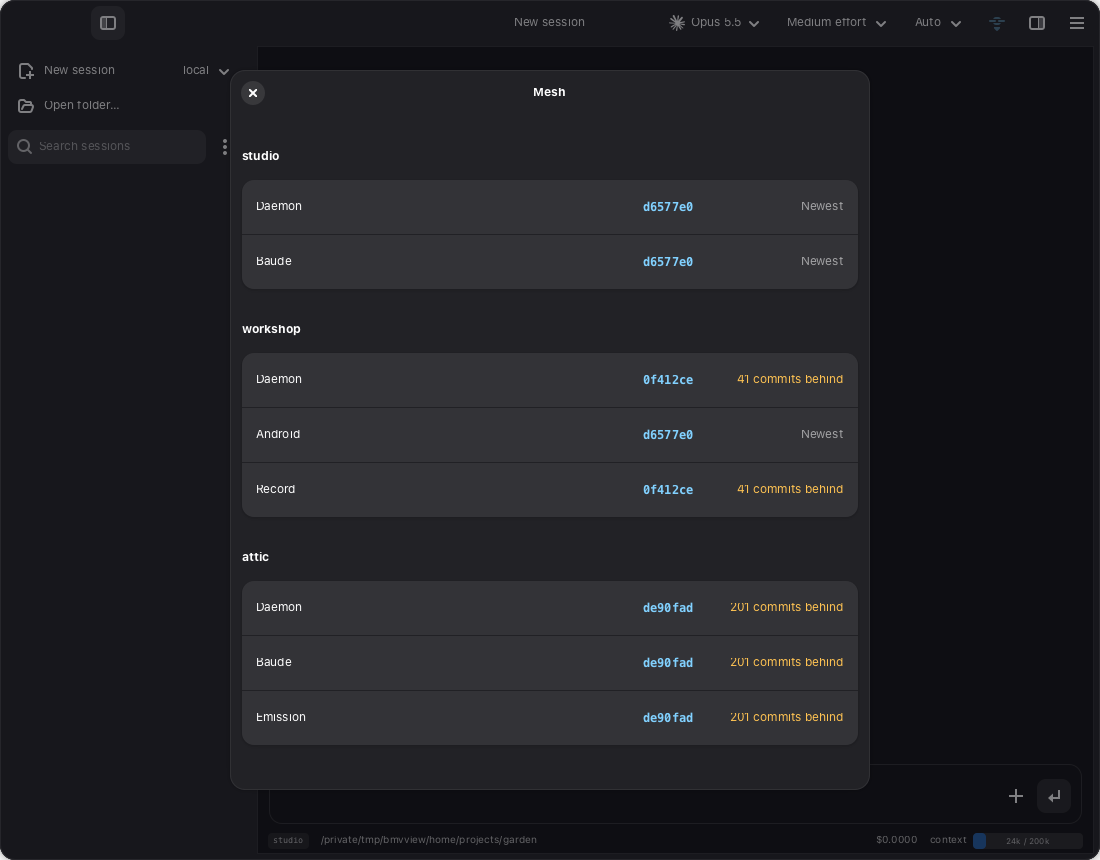 New session
Opus 5.5
Medium effort
Auto
New session
local
Open folder...
Search sessions
Mesh
studio
Daemon d6577e0 Newest
Baude d6577e0 Newest
workshop
Daemon 0f412ce 41 commits behind
Android d6577e0 Newest
Record 0f412ce 41 commits behind
attic
Daemon de90fad 201 commits behind
Baude de90fad 201 commits behind
Emission de90fad 201 commits behind
studio /private/tmp/bmvview/home/projects/garden $0.0000 context 24k / 200k